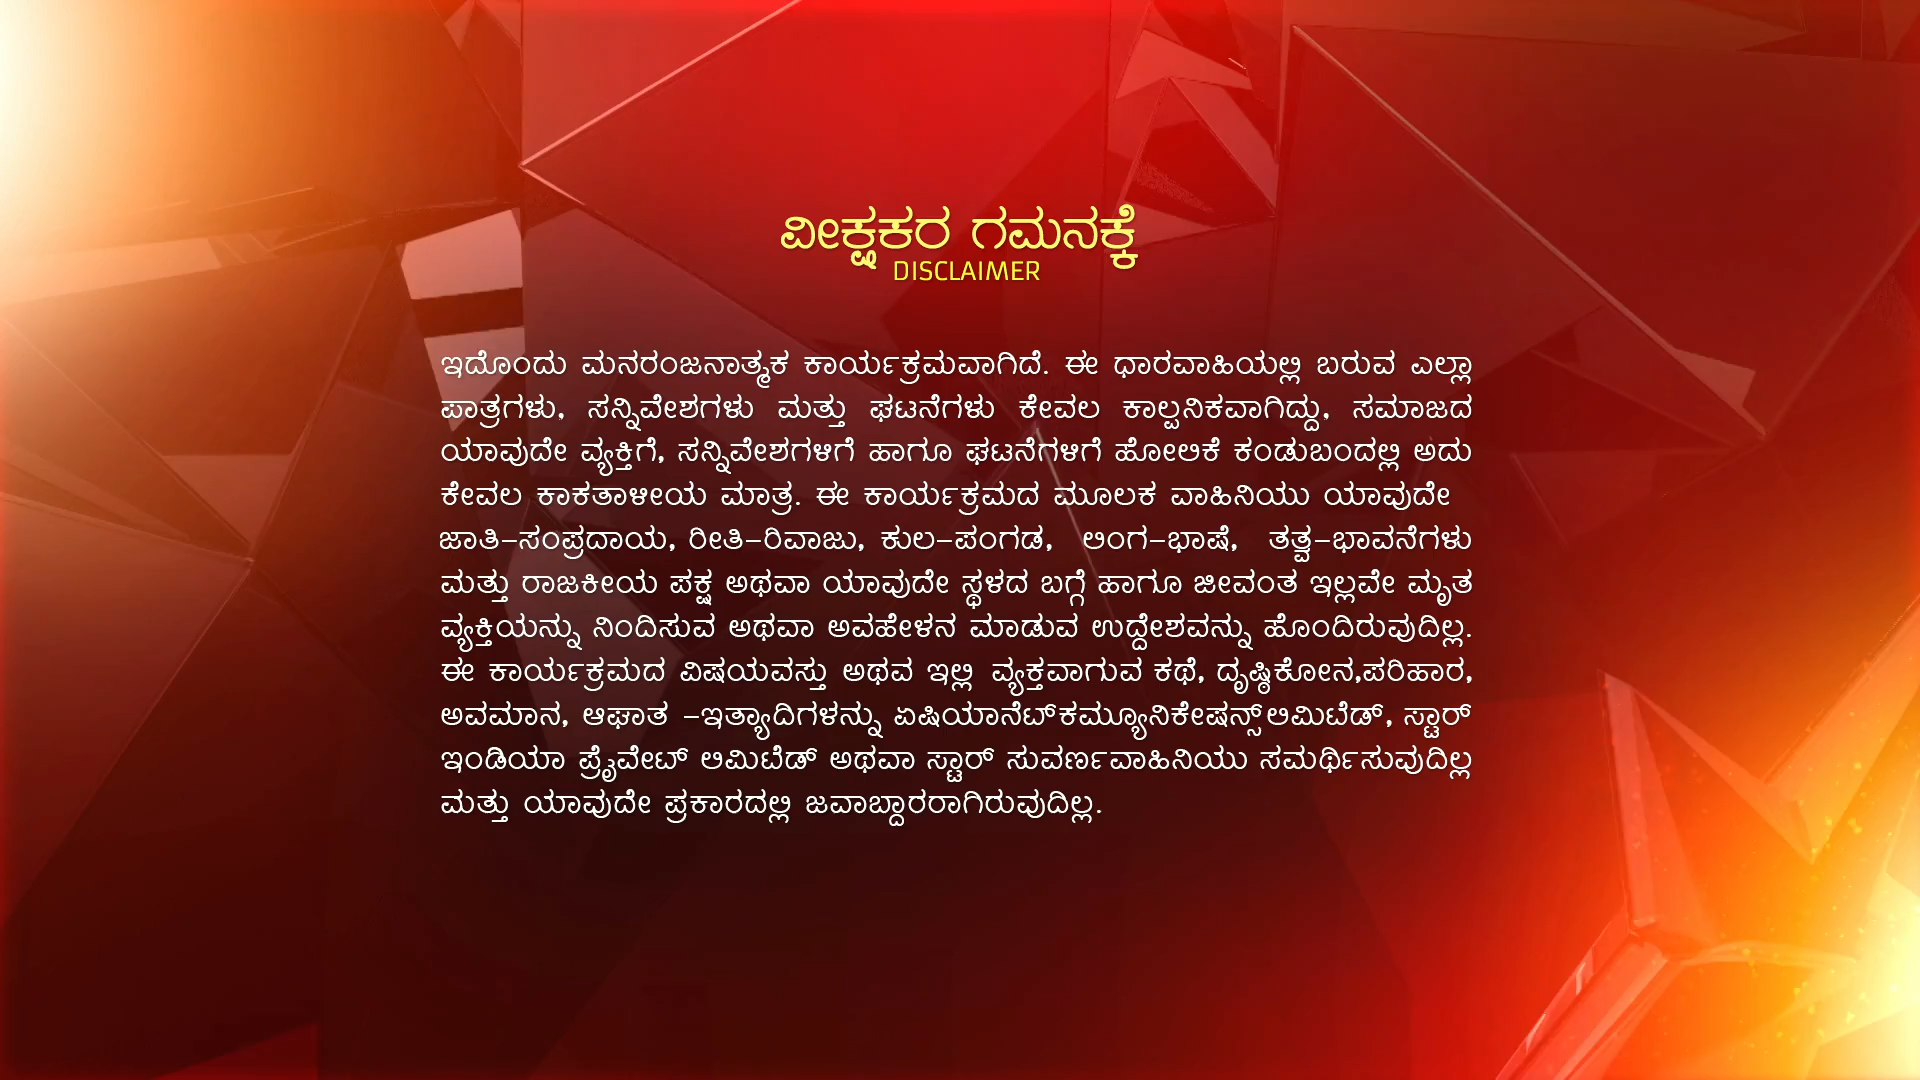 ವೀಕ್ಷಕರ ಗಮನಕ್ಕೆ
DISCLAIMER
ಇದೊಂದು ಮನರಂಜನಾತ್ಮಕ ಕಾರ್ಯಕ್ರಮವಾಗಿದೆ. ಈ ಧಾರವಾಹಿಯಲ್ಲಿ ಬರುವ ಎಲ್ಲಾ
ಪಾತ್ರಗಳು, ಸನ್ನಿವೇಶಗಳು ಮತ್ತು ಘಟನೆಗಳು ಕೇವಲ ಕಾಲ್ಪನಿಕವಾಗಿದ್ದು, ಸಮಾಜದ
ಯಾವುದೇ ವ್ಯಕ್ತಿಗೆ, ಸನ್ನಿವೇಶಗಳಿಗೆ ಹಾಗೂ ಘಟನೆಗಳಿಗೆ ಹೋಲಿಕೆ ಕಂಡುಬಂದಲ್ಲಿ ಅದು
ಕೇವಲ ಕಾಕತಾಳೀಯ ಮಾತ್ರ. ಈ ಕಾರ್ಯಕ್ರಮದ ಮೂಲಕ ವಾಹಿನಿಯು ಯಾವುದೇ
ಜಾತಿ-ಸಂಪ್ರದಾಯ, ರೀತಿ-ರಿವಾಜು, ಕುಲ-ಪಂಗಡ, ಲಿಂಗ-ಭಾಷೆ, ತತ್ವ-ಭಾವನೆಗಳು
ಮತ್ತು ರಾಜಕೀಯ ಪಕ್ಷ ಅಥವಾ ಯಾವುದೇ ಸ್ಥಳದ ಬಗ್ಗೆ ಹಾಗೂ ಜೀವಂತ ಇಲ್ಲವೇ ಮೃತ
ವ್ಯಕ್ತಿಯನ್ನು ನಿಂದಿಸುವ ಅಥವಾ ಅವಹೇಳನ ಮಾಡುವ ಉದ್ದೇಶವನ್ನು ಹೊಂದಿರುವುದಿಲ್ಲ.
ಈ ಕಾರ್ಯಕ್ರಮದ ವಿಷಯವಸ್ತು ಅಥವ ಇಲ್ಲಿ ವ್ಯಕ್ತವಾಗುವ ಕಥೆ, ದೃಷ್ಠಿಕೋನ,ಪರಿಹಾರ,
ಅವಮಾನ, ಆಘಾತ -ಇತ್ಯಾದಿಗಳನ್ನು ಏಷಿಯಾನೆಟ್‌ಕಮ್ಯೂನಿಕೇಷನ್ಸ್‌ಲಿಮಿಟೆಡ್, ಸ್ಟಾರ್
ಇಂಡಿಯಾ ಪ್ರೈವೇಟ್ ಲಿಮಿಟೆಡ್ ಅಥವಾ ಸ್ಟಾರ್ ಸುವರ್ಣವಾಹಿನಿಯು ಸಮರ್ಥಿಸುವುದಿಲ್ಲ
ಮತ್ತು ಯಾವುದೇ ಪ್ರಕಾರದಲ್ಲಿ ಜವಾಬ್ದಾರರಾಗಿರುವುದಿಲ್ಲ.